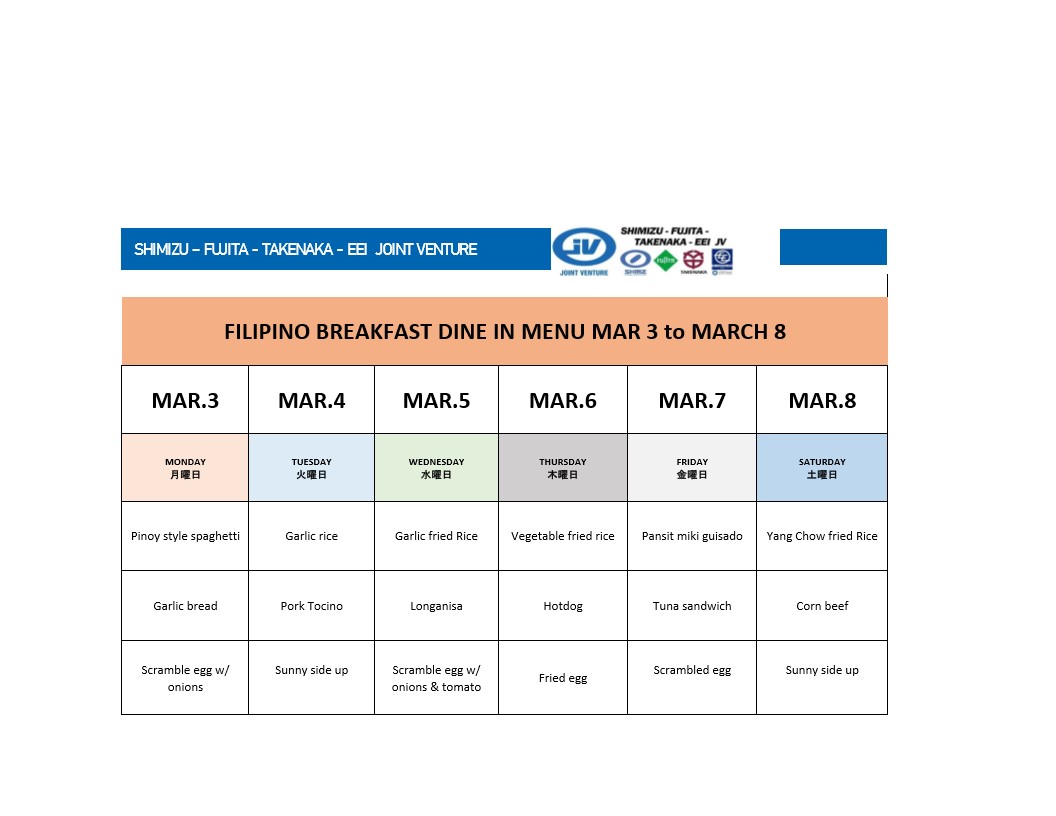 SHIMIZU – FUJITA - TAKENAKA - EEI JOINT VENTURE
JV
JOINT VENTURE
SHIMIZU - FUJITA -
TAKENAKA - EEI JV
TAKENAKA
FILIPINO BREAKFAST DINE IN MENU MAR 3 to MARCH 8
MAR.3 MAR.4 MAR.5 MAR.6 MAR.7 MAR.8
MONDAY TUESDAY WEDNESDAY THURSDAY FRIDAY SATURDAY
月曜日 火曜日 水曜日 木曜日 金曜日 土曜日
Pinoy style spaghetti Garlic rice Garlic fried Rice Vegetable fried rice Pansit miki guisado Yang Chow fried Rice
Garlic bread Pork Tocino Longanisa Hotdog Tuna sandwich Corn beef
Scramble egg w/ onions Sunny side up Scramble egg w/ onions & tomato Fried egg Scrambled egg Sunny side up